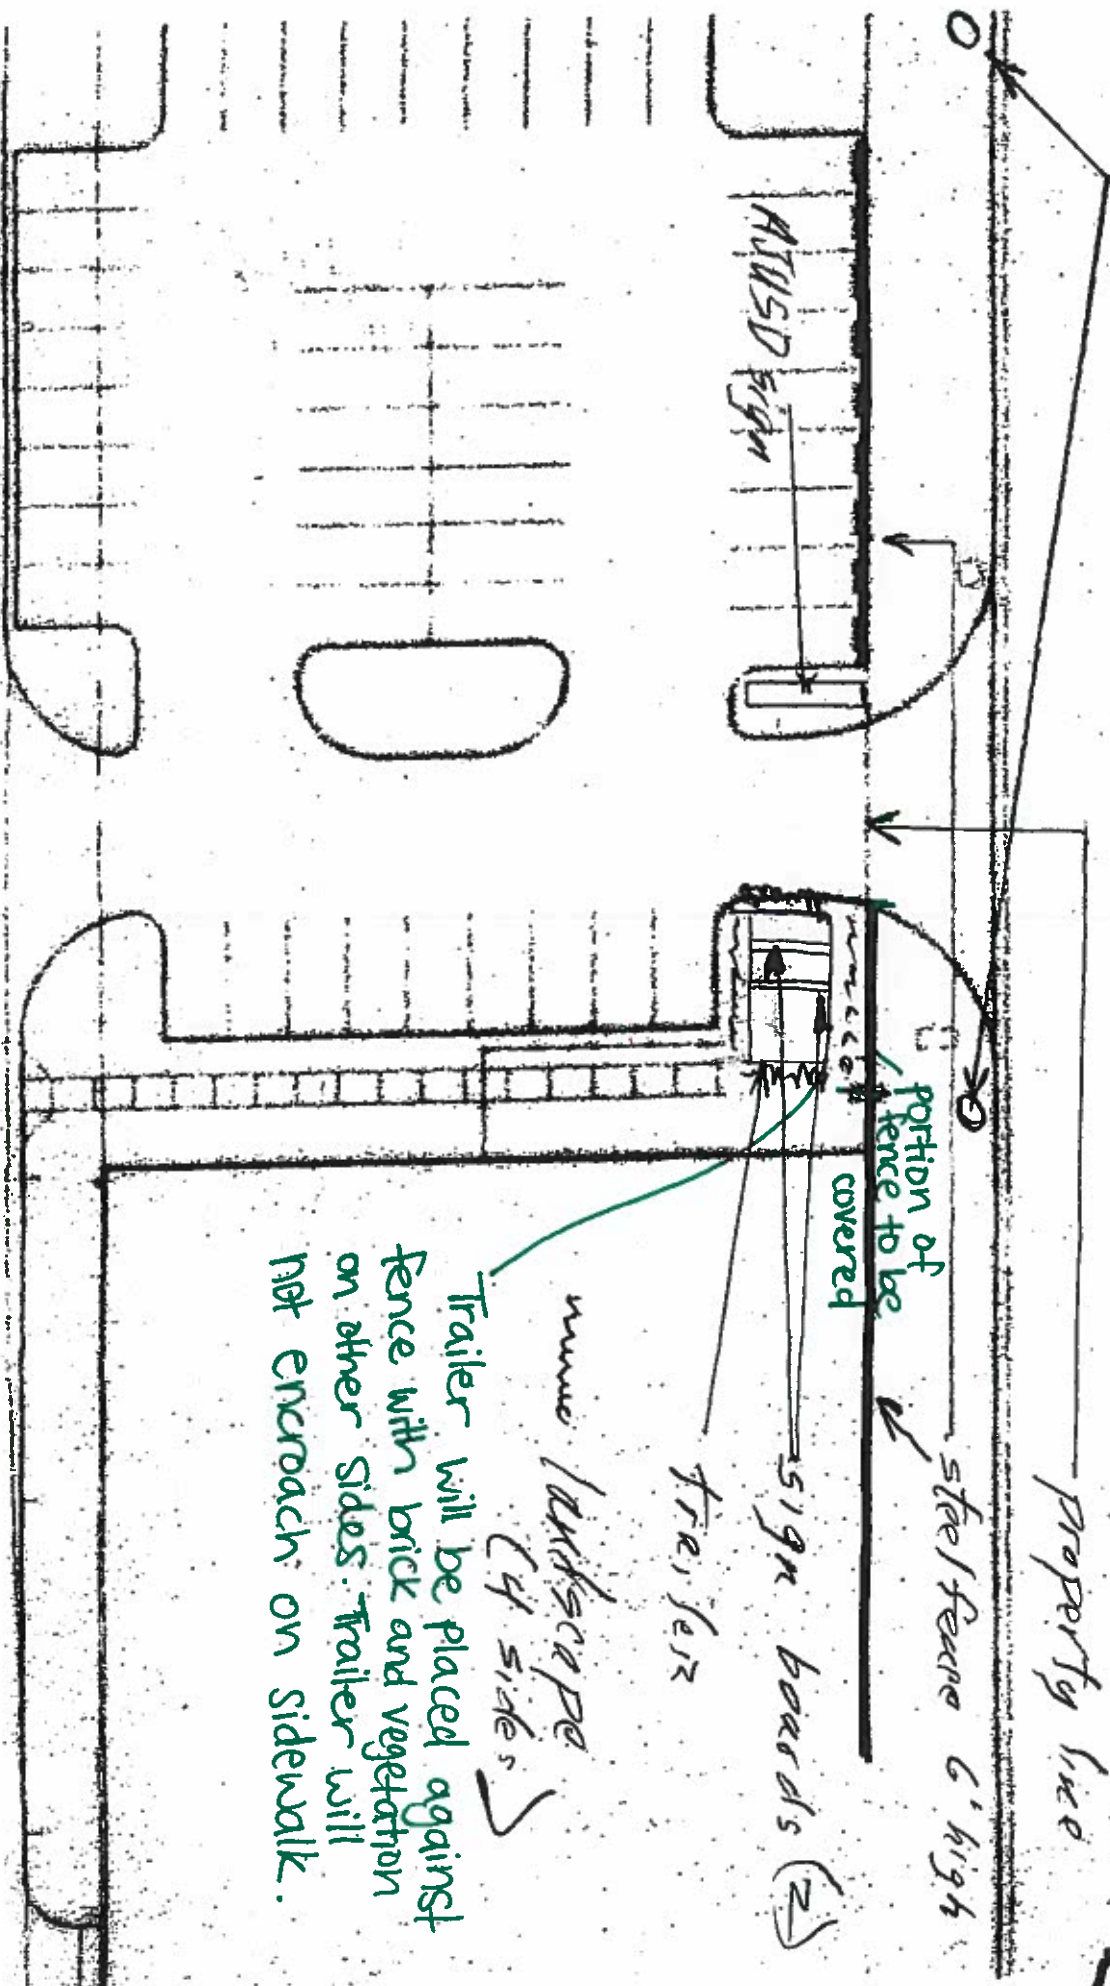 property line
steel fence 6' high
portion of
fence to be
covered
AJUSD sign
sign boards (2)
trailer
landscape
(4 sides)
Trailer will be placed against
fence with brick and vegetation
on other sides. Trailer will
not encroach on sidewalk.